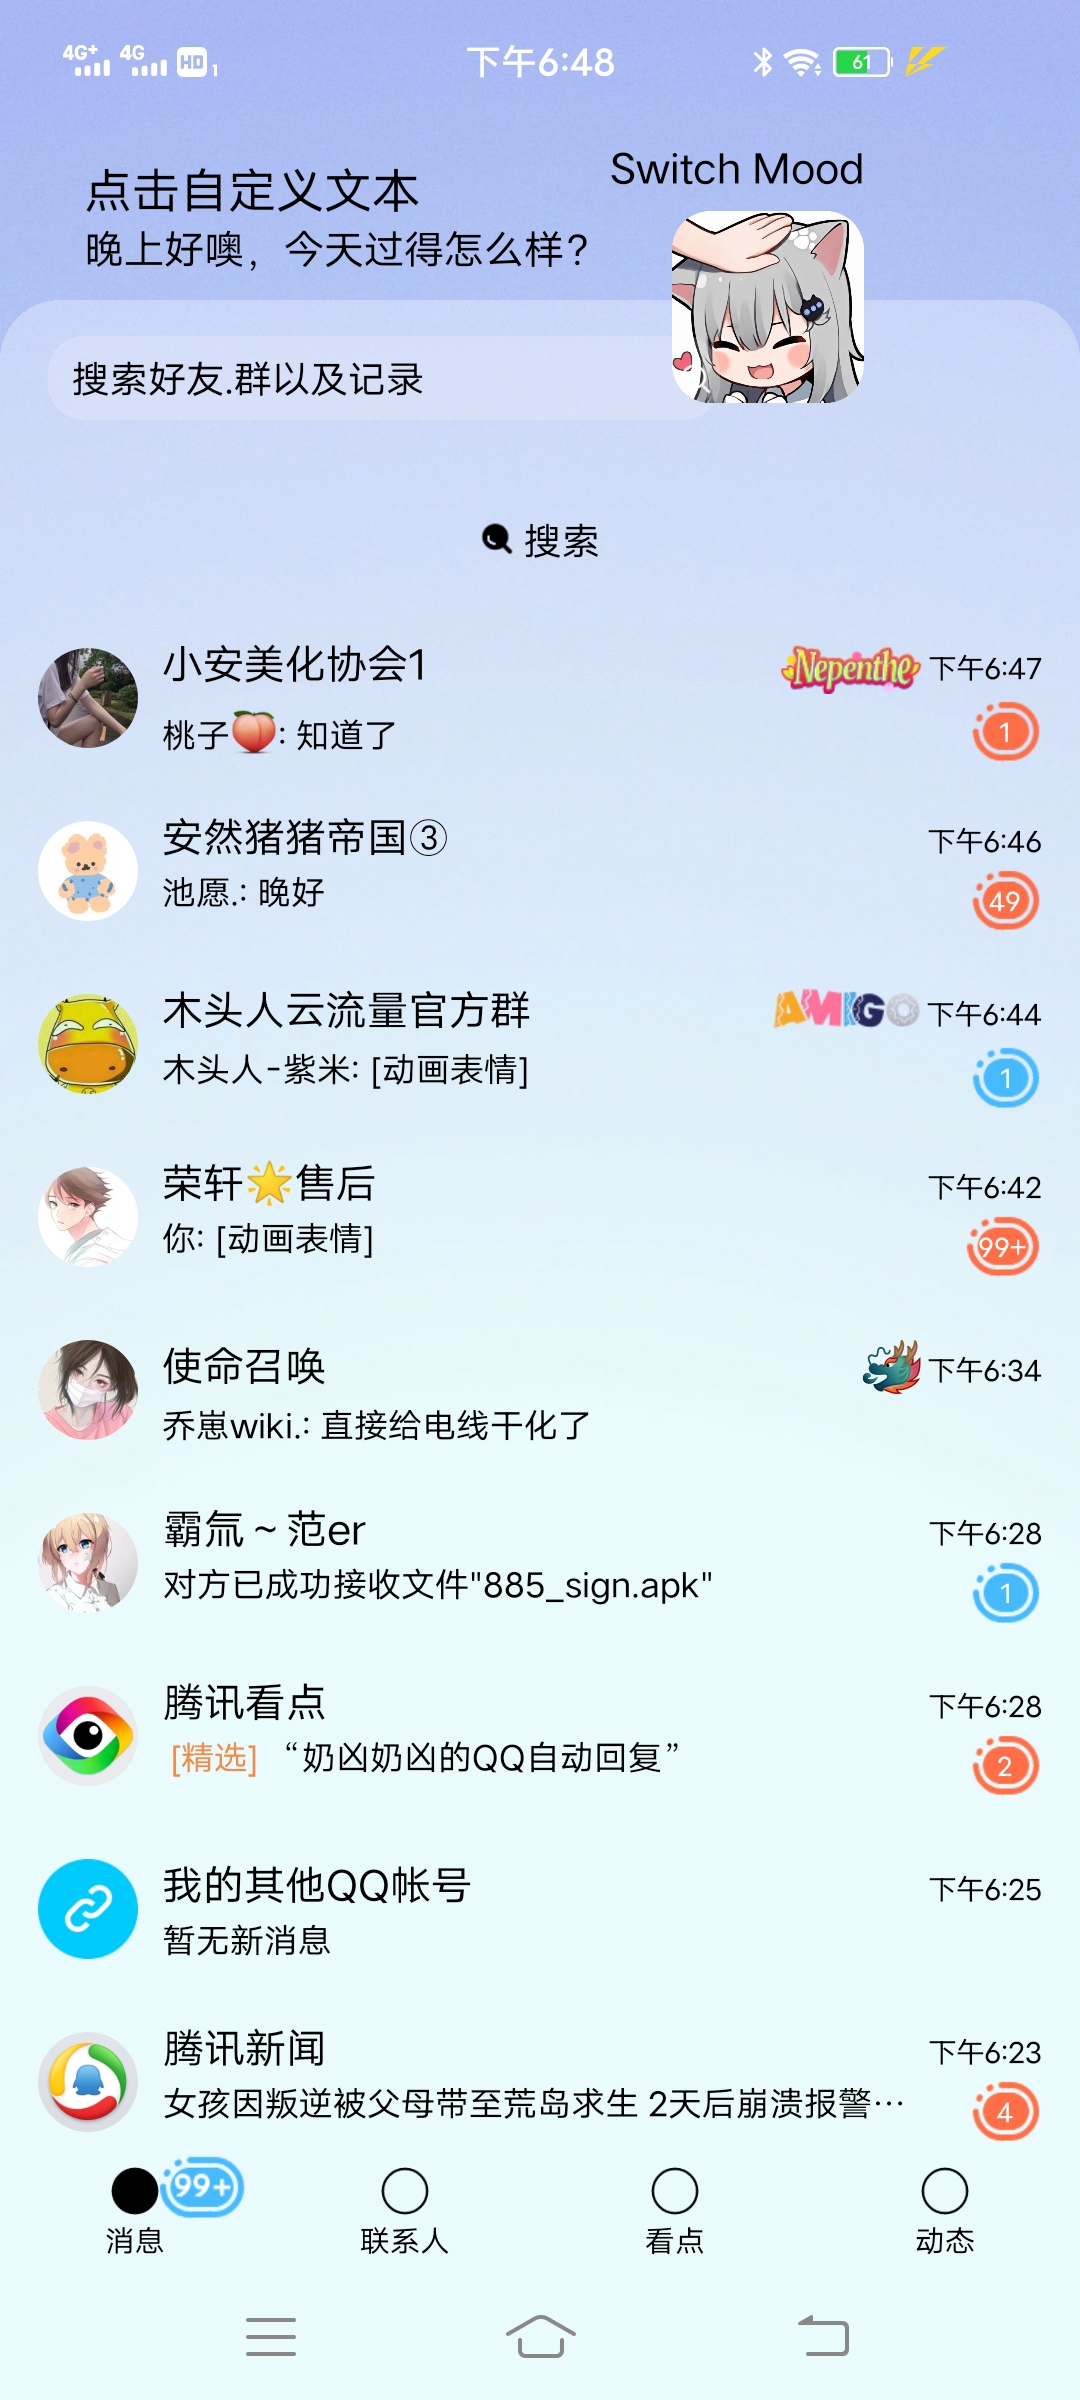 4G+ 4G HD 1 下午6:48 61
Switch Mood
点击自定义文本
晚上好噢，今天过得怎么样？
搜索好友.群以及记录
搜索
小安美化协会1 Nepenthe 下午6:47
桃子🍑: 知道了 1
安然猪猪帝国③ 下午6:46
池愿.: 晚好 49
木头人云流量官方群 AMIGO 下午6:44
木头人-紫米: [动画表情] 1
荣轩🌟售后 下午6:42
你: [动画表情] 99+
使命召唤 下午6:34
乔崽wiki.: 直接给电线干化了
霸氚 ~ 范er 下午6:28
对方已成功接收文件"885_sign.apk" 1
腾讯看点 下午6:28
[精选] “奶凶奶凶的QQ自动回复” 2
我的其他QQ帐号 下午6:25
暂无新消息
腾讯新闻 下午6:23
女孩因叛逆被父母带至荒岛求生 2天后崩溃报警… 4
99+
消息 联系人 看点 动态